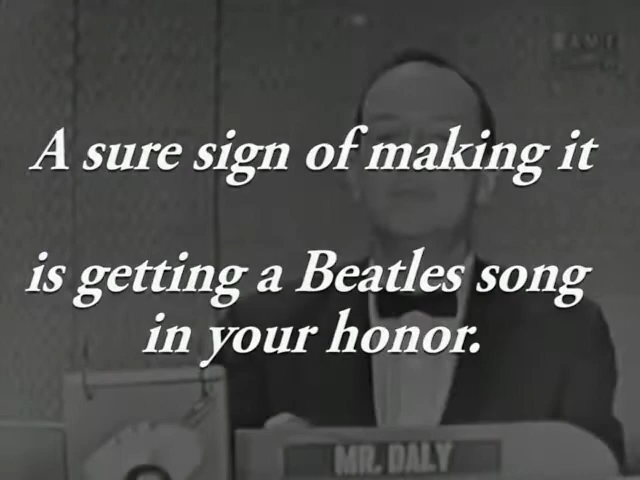 A sure sign of making it
is getting a Beatles song
in your honor.
MR. DALY